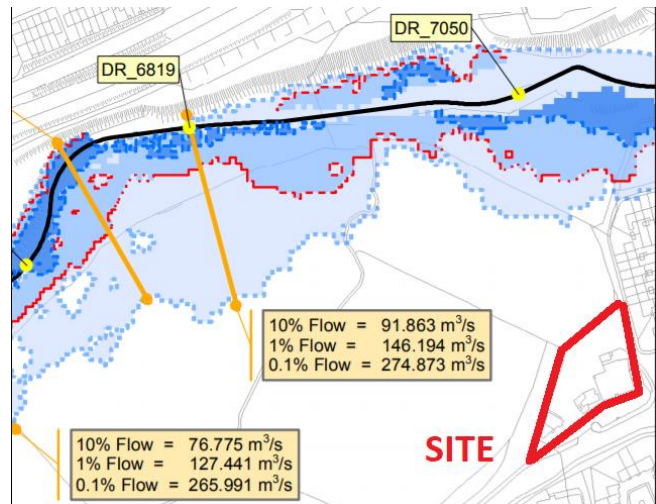 DR_7050
DR_6819
10% Flow = 91.863 m³/s
1% Flow = 146.194 m³/s
0.1% Flow = 274.873 m³/s
SITE
10% Flow = 76.775 m³/s
1% Flow = 127.441 m³/s
0.1% Flow = 265.991 m³/s